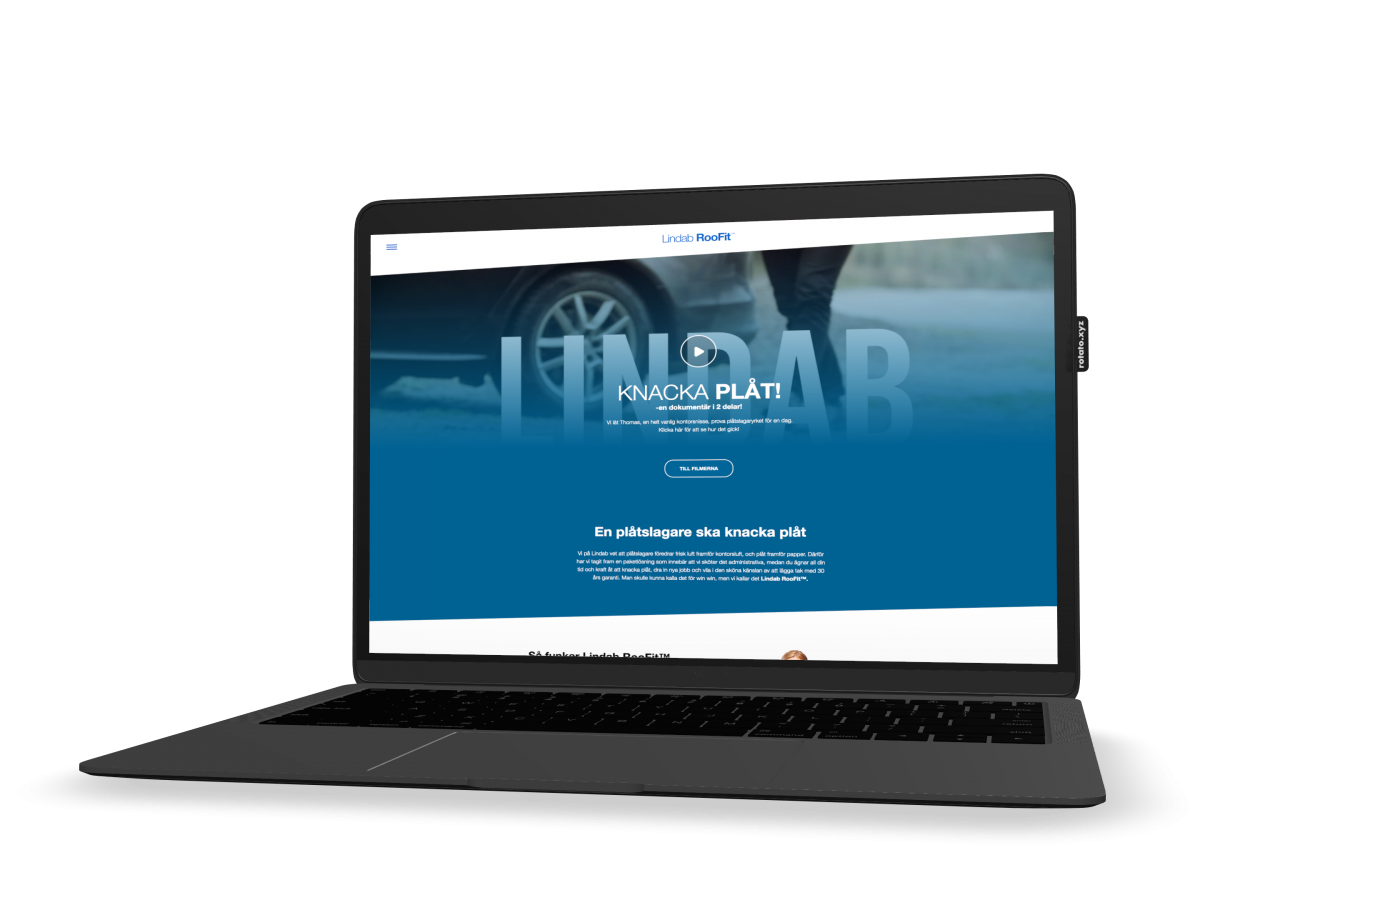 Lindab RooFit™
LINDAB
KNACKA PLÅT!
-en dokumentär i 2 delar!
Vi lät Thomas, en helt vanlig kontorsnisse, prova plåtslagaryrket för en dag.
Klicka här för att se hur det gick!
TILL FILMERNA
En plåtslagare ska knacka plåt
Vi på Lindab vet att plåtslagare föredrar frisk luft framför kontorsluft, och plåt framför papper. Därför
har vi tagit fram en paketlösning som innebär att vi sköter det administrativa, medan du ägner all din
tid och kraft åt att knacka plåt, dra in nya jobb och vila i den sköna känslan av att lägga tak med 30
års garanti. Man skulle kunna kalla det för win win, men vi kallar det Lindab RooFit™.
Så funkar Lindab RooFit™
rotato.xyz